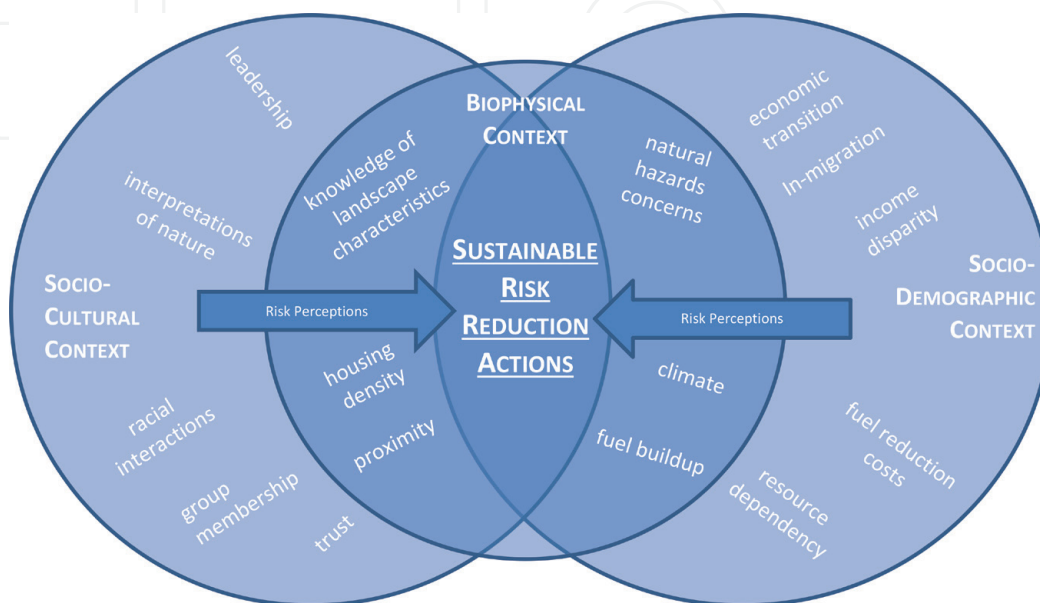 leadership
interpretations
of nature
SOCIO-
CULTURAL
CONTEXT
racial
interactions
group
membership
trust
knowledge of
landscape
characteristics
Risk Perceptions
housing
density
proximity
BIOPHYSICAL
CONTEXT
SUSTAINABLE
RISK
REDUCTION
ACTIONS
natural
hazards
concerns
Risk Perceptions
climate
fuel buildup
economic
transition
In-migration
income
disparity
SOCIO-
DEMOGRAPHIC
CONTEXT
fuel reduction
costs
resource
dependency